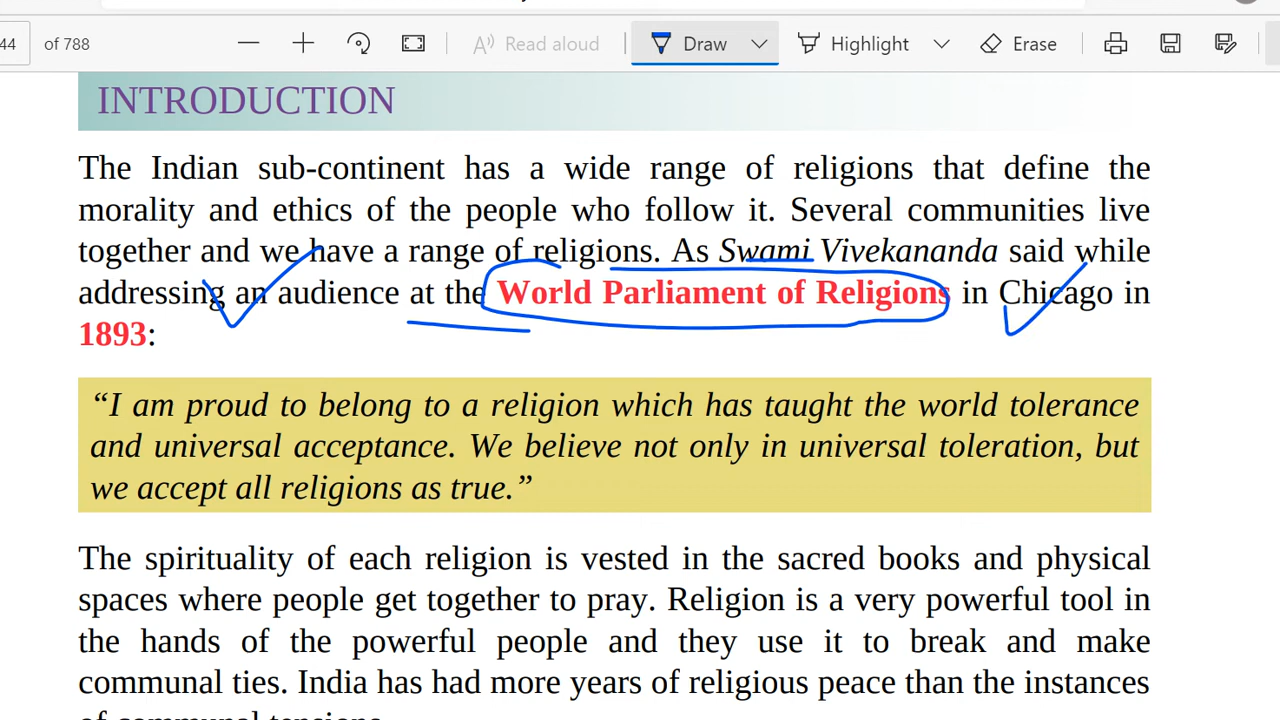 44 of 788 Read aloud Draw Highlight Erase
INTRODUCTION
The Indian sub-continent has a wide range of religions that define the
morality and ethics of the people who follow it. Several communities live
together and we have a range of religions. As Swami Vivekananda said while
addressing an audience at the World Parliament of Religions in Chicago in
1893:
“I am proud to belong to a religion which has taught the world tolerance
and universal acceptance. We believe not only in universal toleration, but
we accept all religions as true.”
The spirituality of each religion is vested in the sacred books and physical
spaces where people get together to pray. Religion is a very powerful tool in
the hands of the powerful people and they use it to break and make
communal ties. India has had more years of religious peace than the instances
of communal tensions.